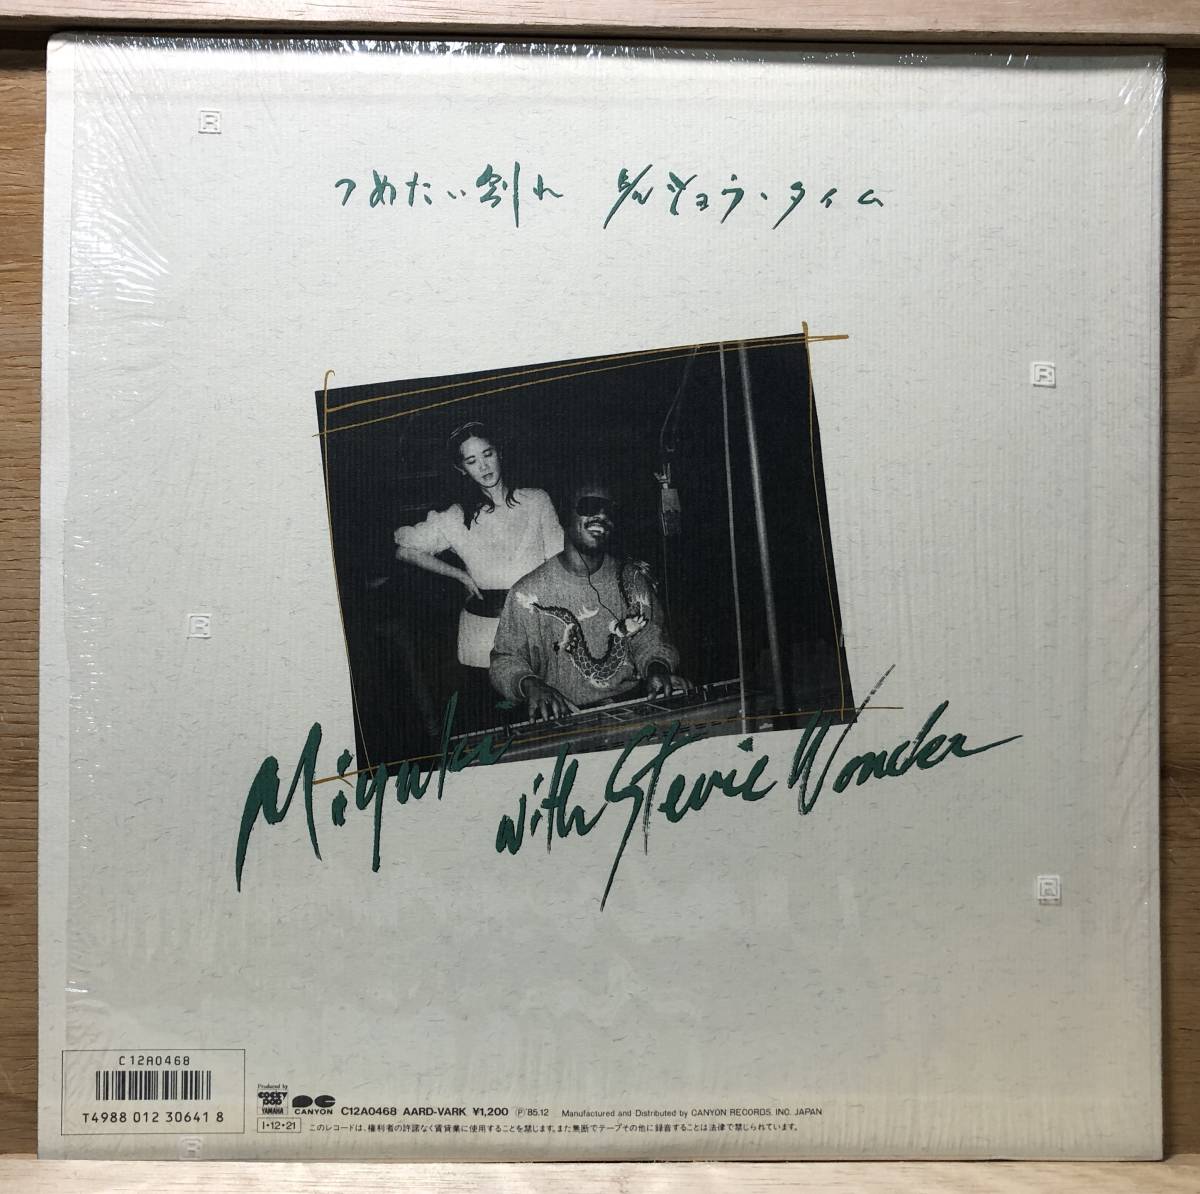 つめたい別れ ショウ・タイム
Miyuki
with Stevie Wonder
C12A0468
T4988 012 30641 8
Produced by
COCKY POP
YAMAHA
CANYON C12A0468 AARD-VARK ¥1,200 Ⓟ'85.12 Manufactured and Distributed by CANYON RECORDS, INC. JAPAN
I・12・21 このレコードは、権利者の許諾なく賃貸業に使用することを禁じます。また無断でテープその他に録音することは法律で禁じられています。
R
R
R
R
R